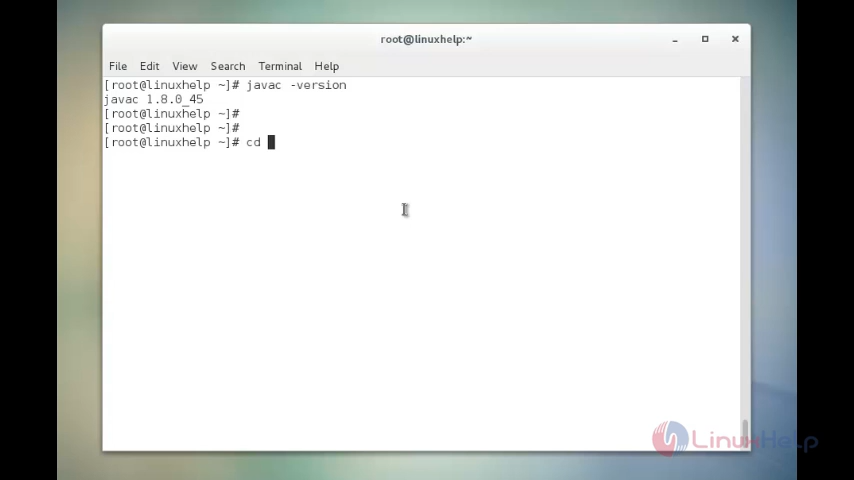 root@linuxhelp:~
File Edit View Search Terminal Help
[root@linuxhelp ~]# javac -version
javac 1.8.0_45
[root@linuxhelp ~]#
[root@linuxhelp ~]#
[root@linuxhelp ~]# cd
LinuxHelp